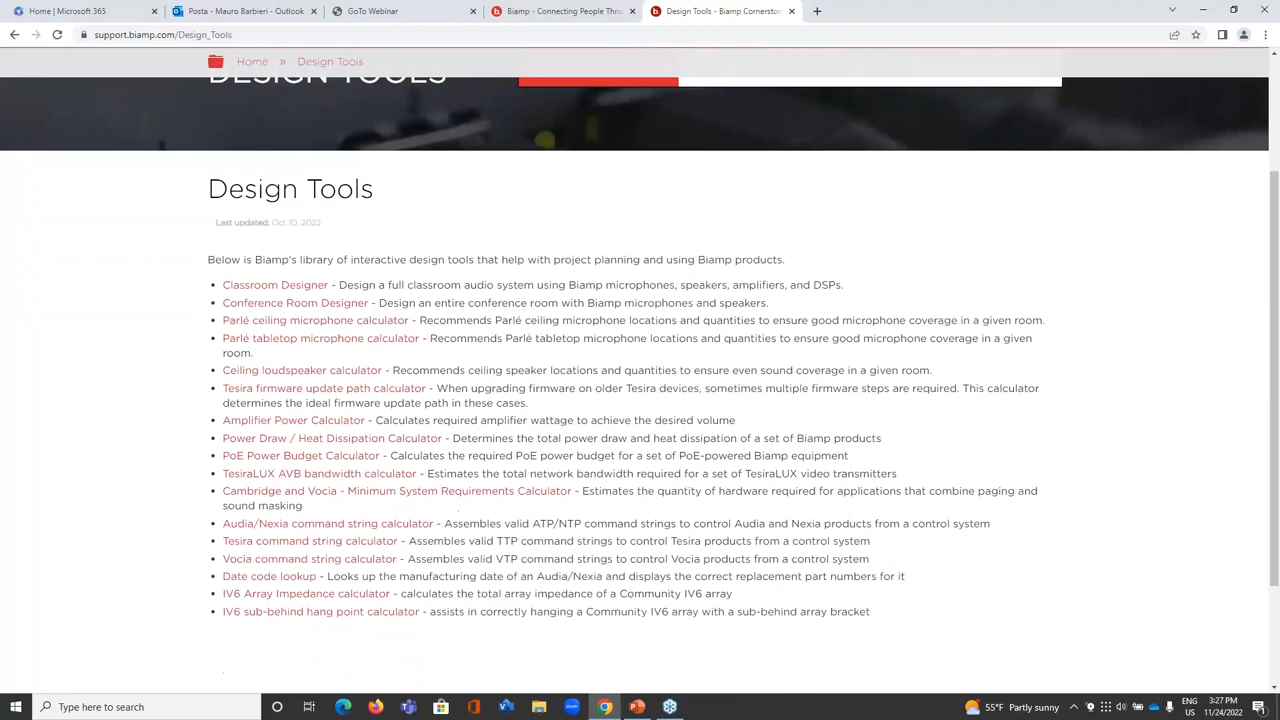 Home | Microsoft 365
Posta - Mauro Barbieri - Outlook
GoTo Webinar
Biamp - Connecting People Thro
Design Tools - Biamp Cornersto
support.biamp.com/Design_Tools
Home » Design Tools
DESIGN TOOLS
Design Tools
Last updated: Oct 10, 2022
Below is Biamp's library of interactive design tools that help with project planning and using Biamp products.
• Classroom Designer - Design a full classroom audio system using Biamp microphones, speakers, amplifiers, and DSPs.
• Conference Room Designer - Design an entire conference room with Biamp microphones and speakers.
• Parlé ceiling microphone calculator - Recommends Parlé ceiling microphone locations and quantities to ensure good microphone coverage in a given room.
• Parlé tabletop microphone calculator - Recommends Parlé tabletop microphone locations and quantities to ensure good microphone coverage in a given
room.
• Ceiling loudspeaker calculator - Recommends ceiling speaker locations and quantities to ensure even sound coverage in a given room.
• Tesira firmware update path calculator - When upgrading firmware on older Tesira devices, sometimes multiple firmware steps are required. This calculator
determines the ideal firmware update path in these cases.
• Amplifier Power Calculator - Calculates required amplifier wattage to achieve the desired volume
• Power Draw / Heat Dissipation Calculator - Determines the total power draw and heat dissipation of a set of Biamp products
• PoE Power Budget Calculator - Calculates the required PoE power budget for a set of PoE-powered Biamp equipment
• TesiraLUX AVB bandwidth calculator - Estimates the total network bandwidth required for a set of TesiraLUX video transmitters
• Cambridge and Vocia - Minimum System Requirements Calculator - Estimates the quantity of hardware required for applications that combine paging and
sound masking
• Audia/Nexia command string calculator - Assembles valid ATP/NTP command strings to control Audia and Nexia products from a control system
• Tesira command string calculator - Assembles valid TTP command strings to control Tesira products from a control system
• Vocia command string calculator - Assembles valid VTP command strings to control Vocia products from a control system
• Date code lookup - Looks up the manufacturing date of an Audia/Nexia and displays the correct replacement part numbers for it
• IV6 Array Impedance calculator - calculates the total array impedance of a Community IV6 array
• IV6 sub-behind hang point calculator - assists in correctly hanging a Community IV6 array with a sub-behind array bracket
Type here to search
55°F Partly sunny
ENG
US
3:27 PM
11/24/2022